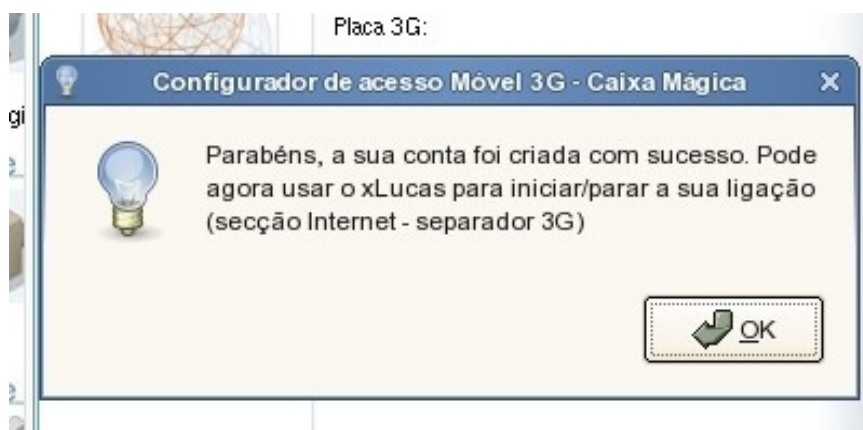 Placa 3G:
Configurador de acesso Móvel 3G - Caixa Mágica
gi
Parabéns, a sua conta foi criada com sucesso. Pode
agora usar o xLucas para iniciar/parar a sua ligação
(secção Internet - separador 3G)
OK